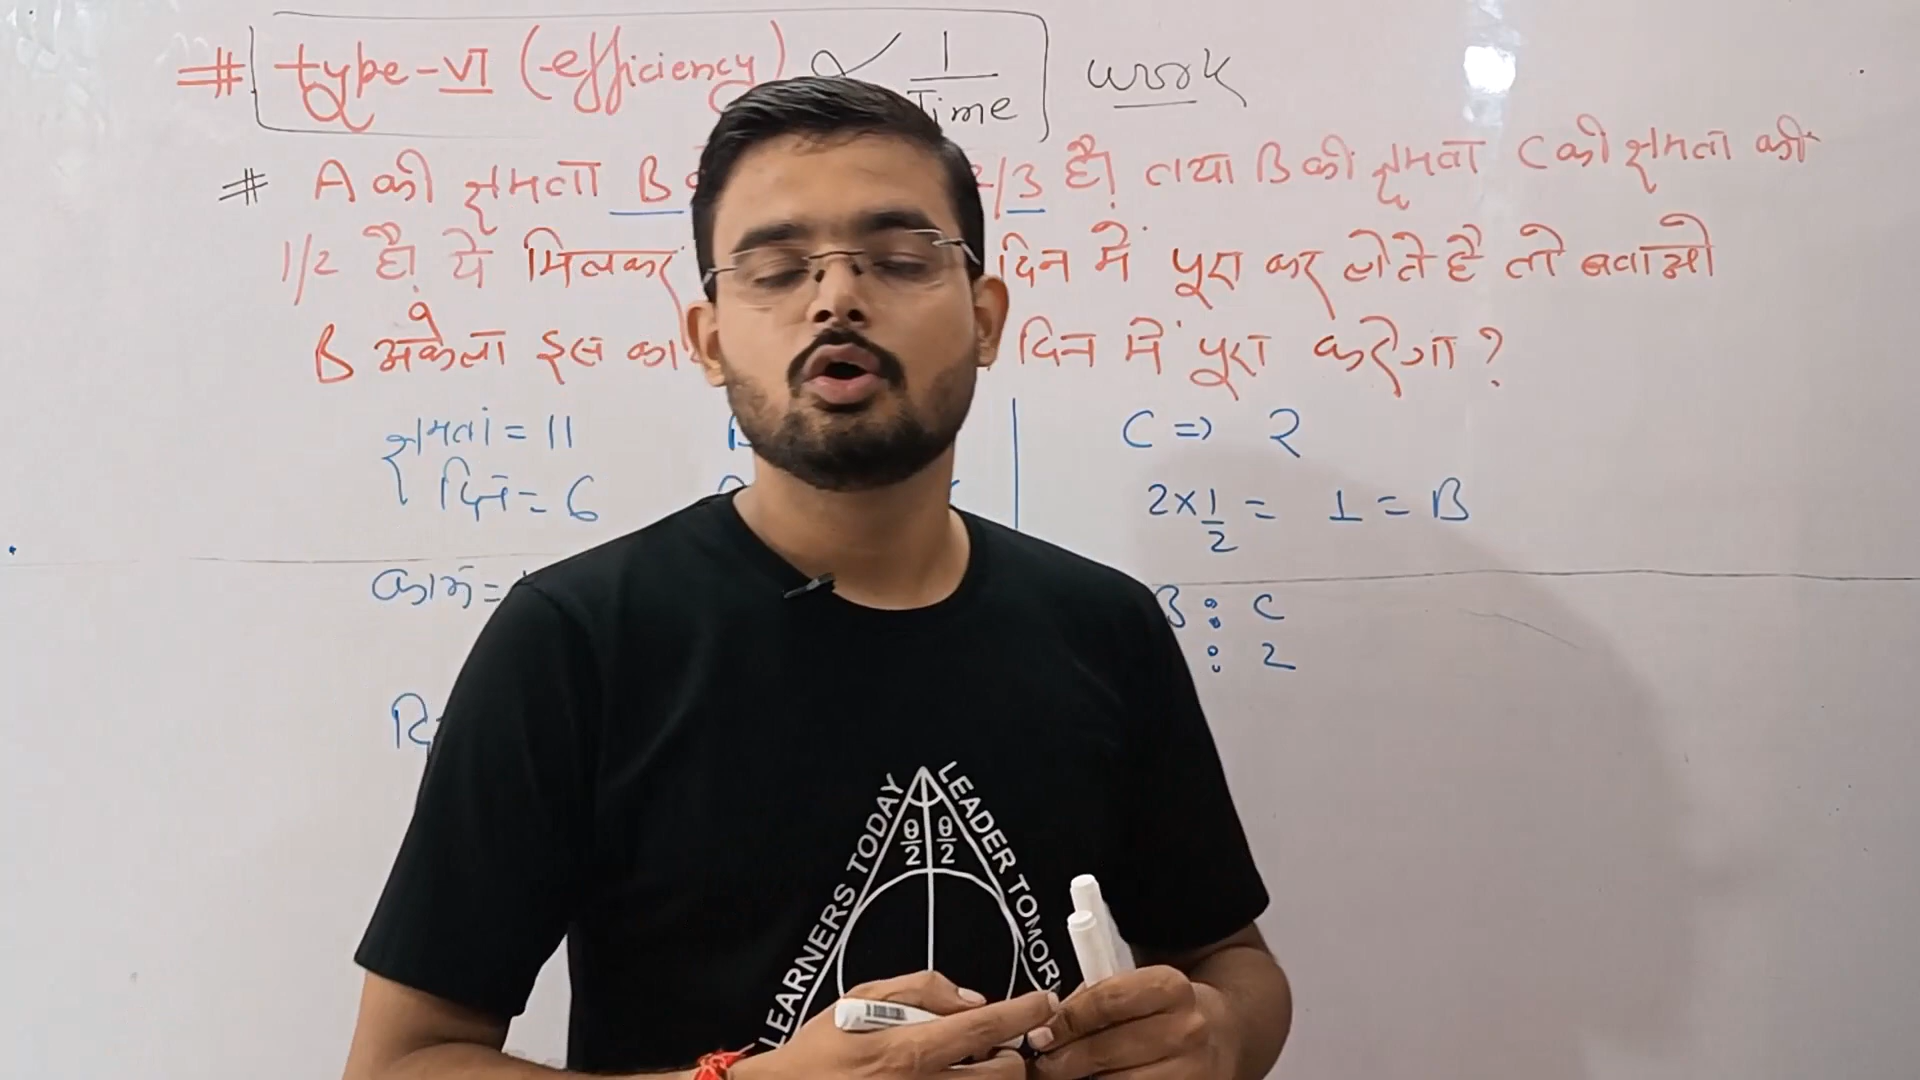 # type-VI (efficiency) ∝ 1/Time work
# A की क्षमता B 2/3 है। तथा B की क्षमता C की क्षमता की
1/2 है। ये मिलकर दिन में पूरा कर लेते है तो बताओ
B अकेला इस दिन में पूरा करेगा ?
क्षमता = 11
दिन = 6
C => 2
2 × 1/2 = 1 = B
काम =
B : C
: 2
LEARNERS TODAY
LEADER
θ/2 θ/2